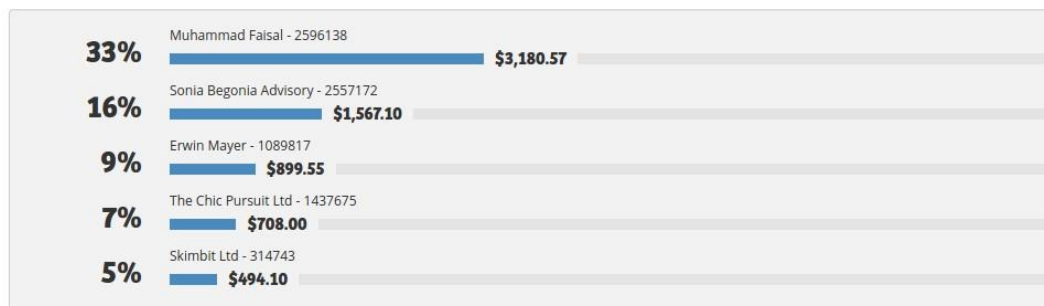 33%
Muhammad Faisal - 2596138
$3,180.57
16%
Sonia Begonia Advisory - 2557172
$1,567.10
9%
Erwin Mayer - 1089817
$899.55
7%
The Chic Pursuit Ltd - 1437675
$708.00
5%
Skimbit Ltd - 314743
$494.10